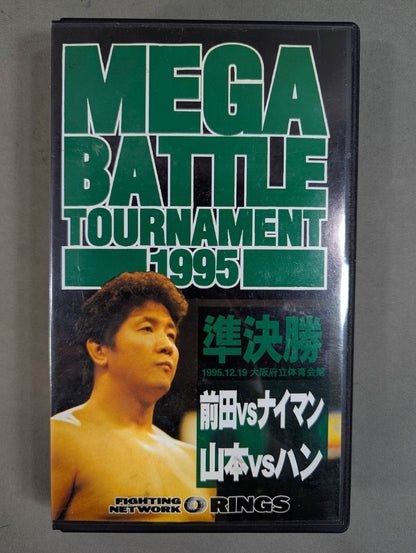 MEGA
BATTLE
TOURNAMENT
1995
準決勝
1995.12.19 大阪府立体育会館
前田vsナイマン
山本vsハン
FIGHTING
NETWORK RINGS